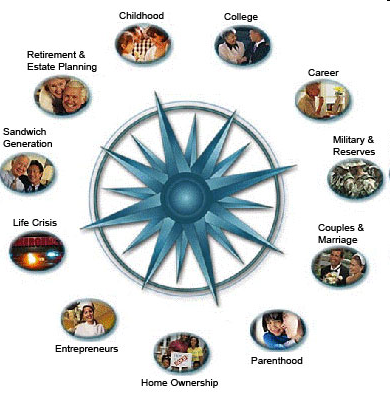 Childhood
College
Career
Military &
Reserves
Couples &
Marriage
Parenthood
Home Ownership
Entrepreneurs
Life Crisis
Sandwich
Generation
Retirement &
Estate Planning